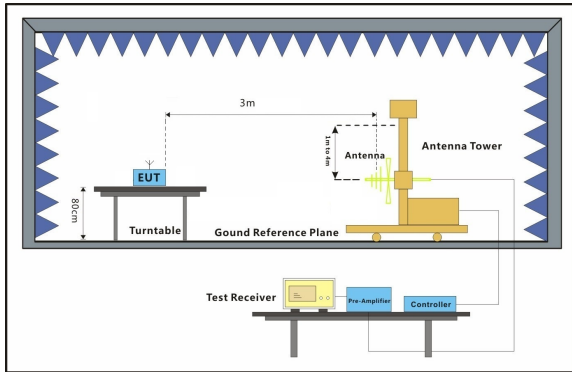 3m
1m to 4m
Antenna
Antenna Tower
EUT
80cm
Turntable
Gound Reference Plane
Test Receiver
Pre-Amplifier
Controller